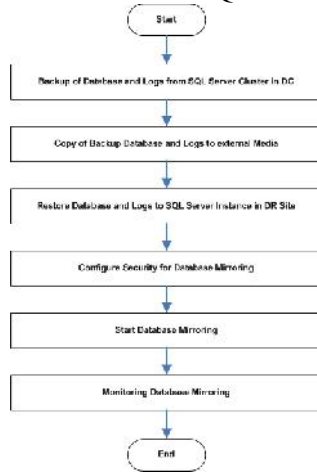 Start
Backup of Database and Logs from SQL Server Cluster in DC
Copy of Backup Database and Logs to external Media
Restore Database and Logs to SQL Server Instance in DR Site
Configure Security for Database Mirroring
Start Database Mirroring
Monitoring Database Mirroring
End